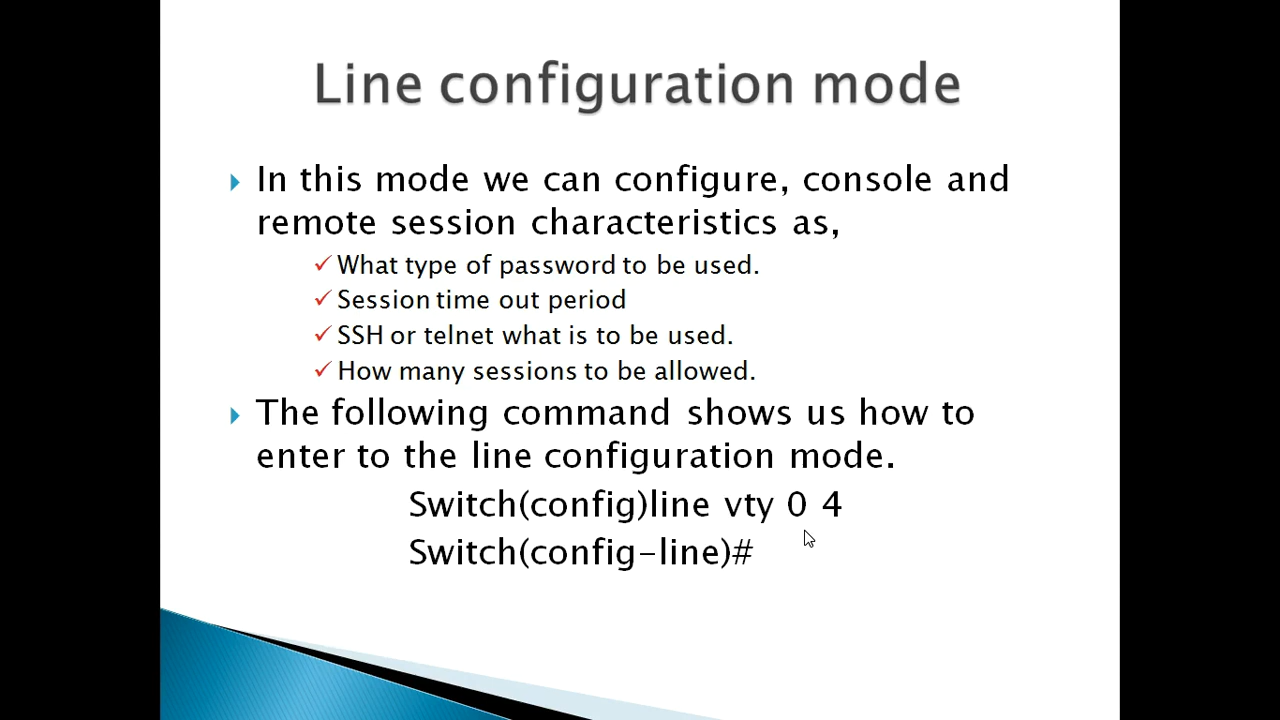 Line configuration mode
In this mode we can configure, console and
remote session characteristics as,
What type of password to be used.
Session time out period
SSH or telnet what is to be used.
How many sessions to be allowed.
The following command shows us how to
enter to the line configuration mode.
Switch(config)line vty 0 4
Switch(config-line)#